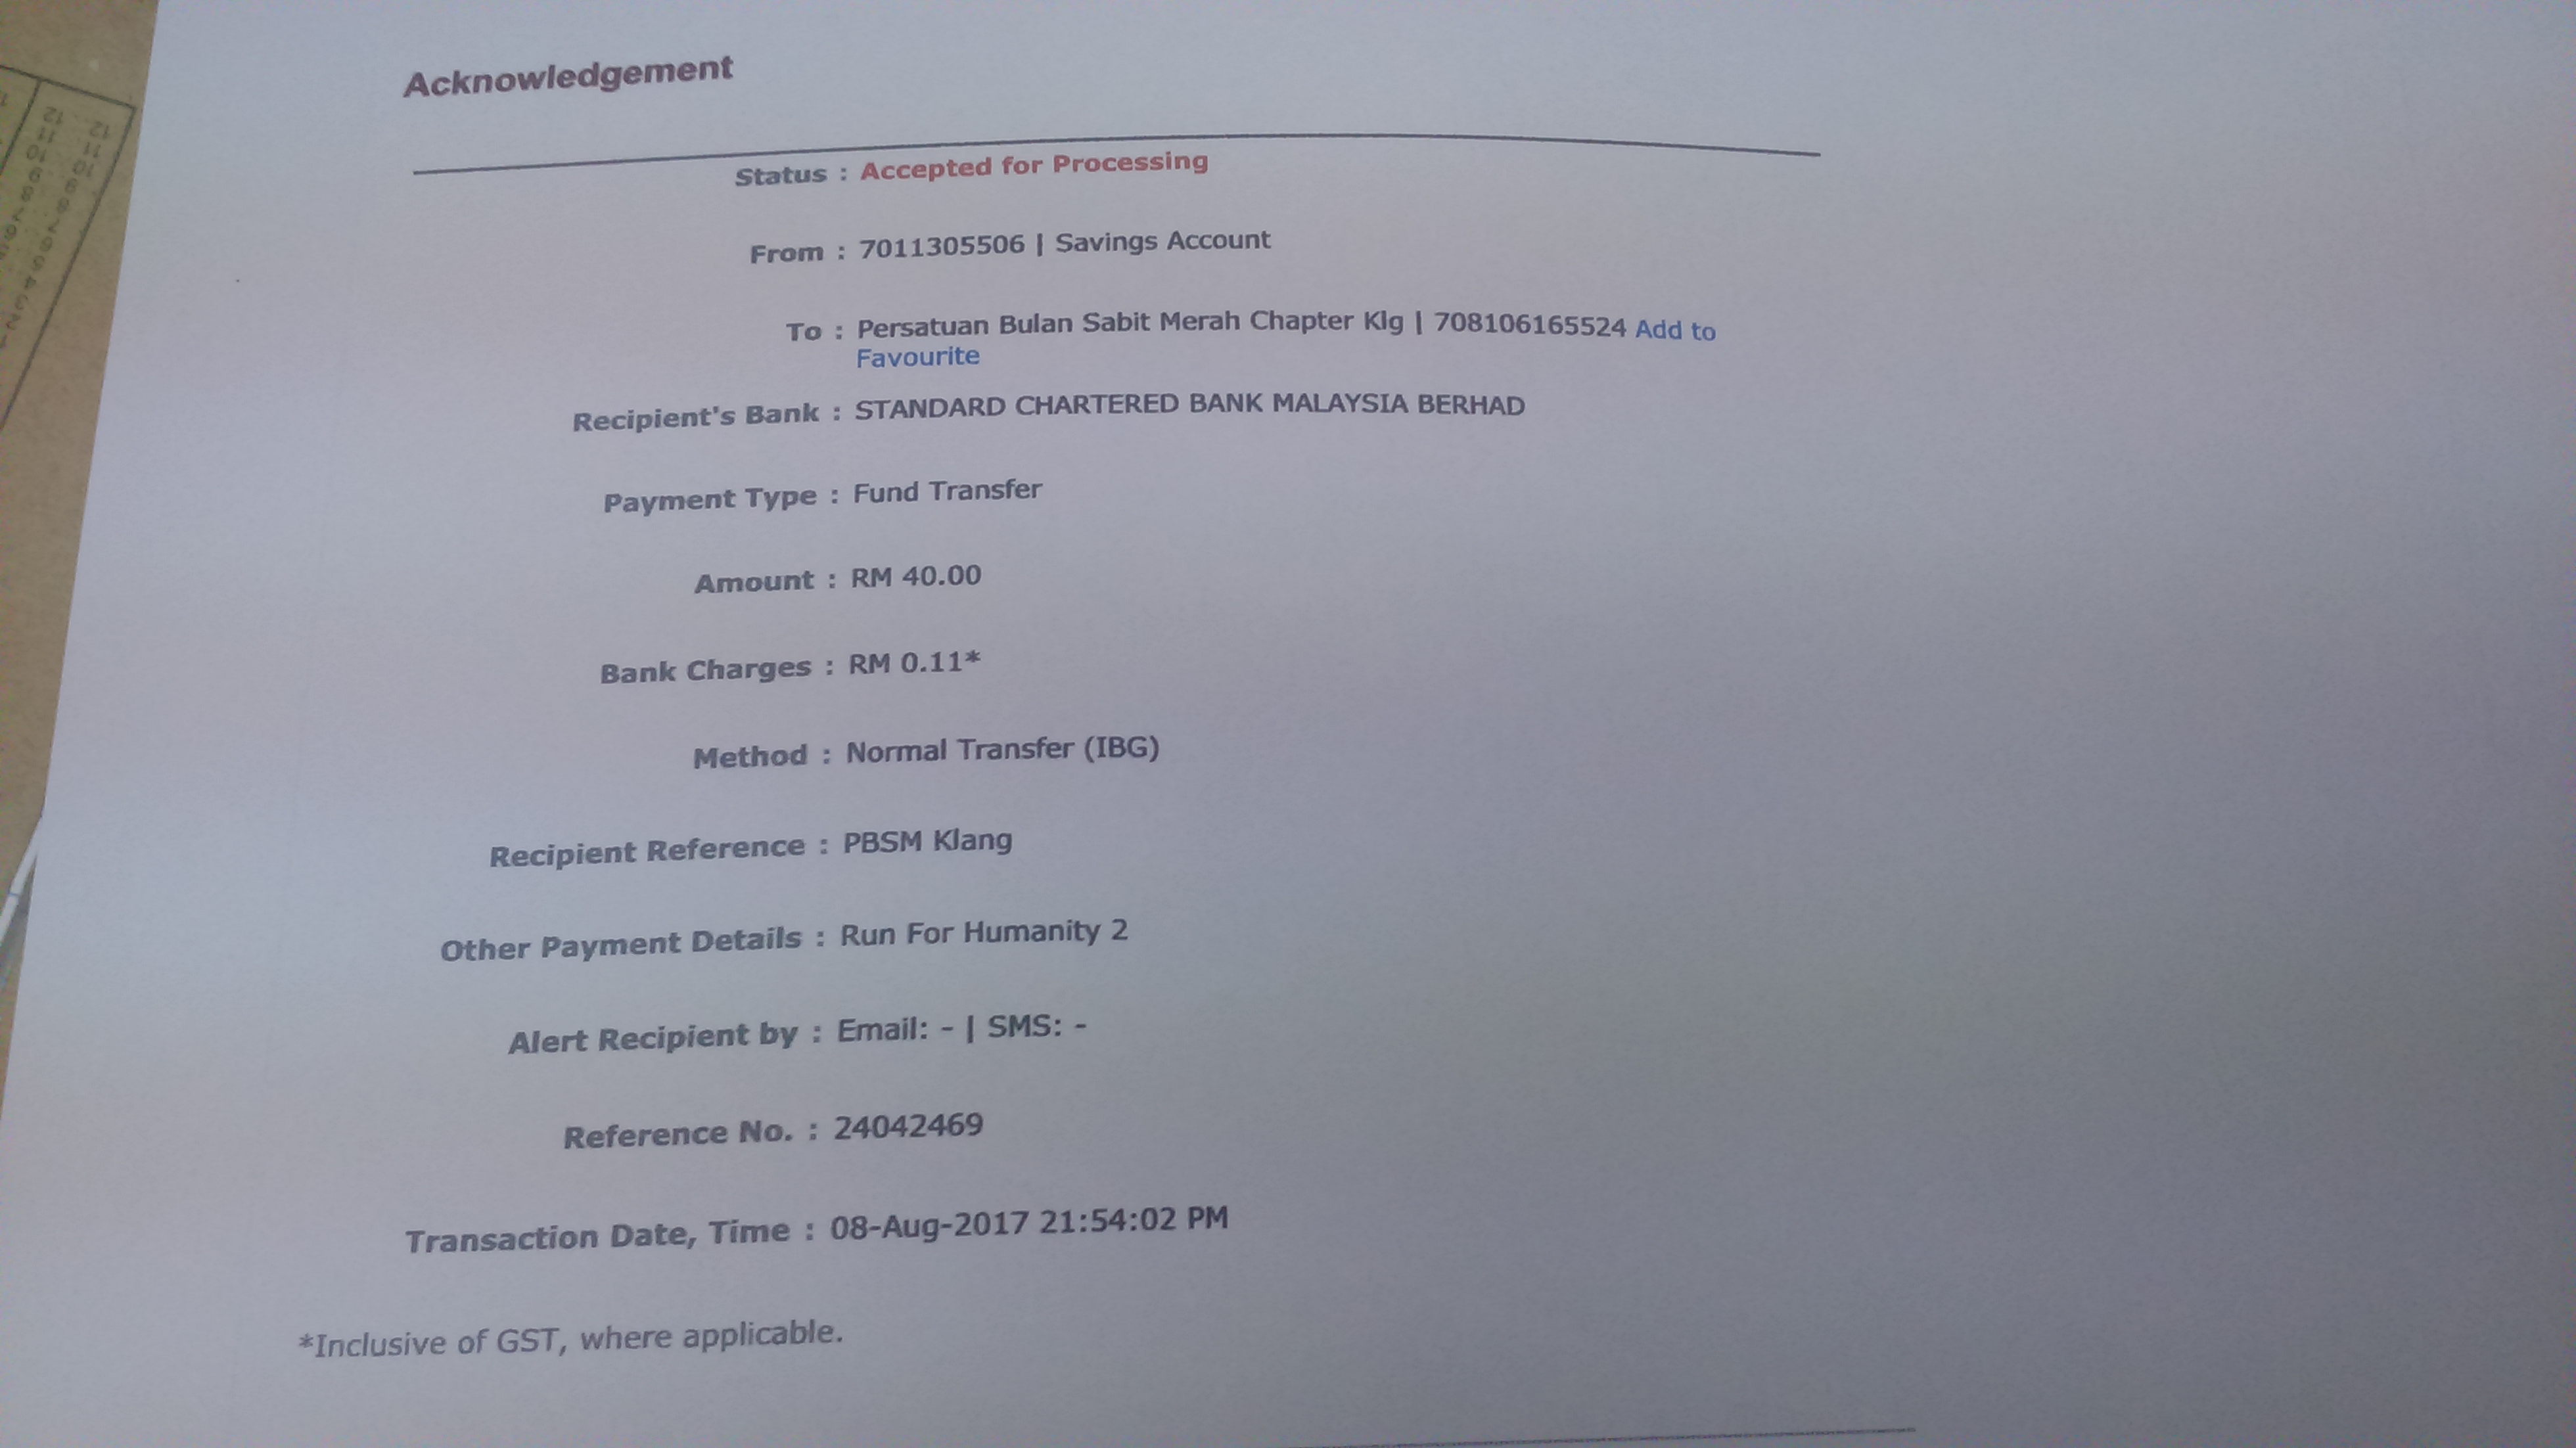 Acknowledgement
Status : Accepted for Processing
From : 7011305506 | Savings Account
To : Persatuan Bulan Sabit Merah Chapter Klg | 708106165524 Add to
Favourite
Recipient's Bank : STANDARD CHARTERED BANK MALAYSIA BERHAD
Payment Type : Fund Transfer
Amount : RM 40.00
Bank Charges : RM 0.11*
Method : Normal Transfer (IBG)
Recipient Reference : PBSM Klang
Other Payment Details : Run For Humanity 2
Alert Recipient by : Email: - | SMS: -
Reference No. : 24042469
Transaction Date, Time : 08-Aug-2017 21:54:02 PM
*Inclusive of GST, where applicable.